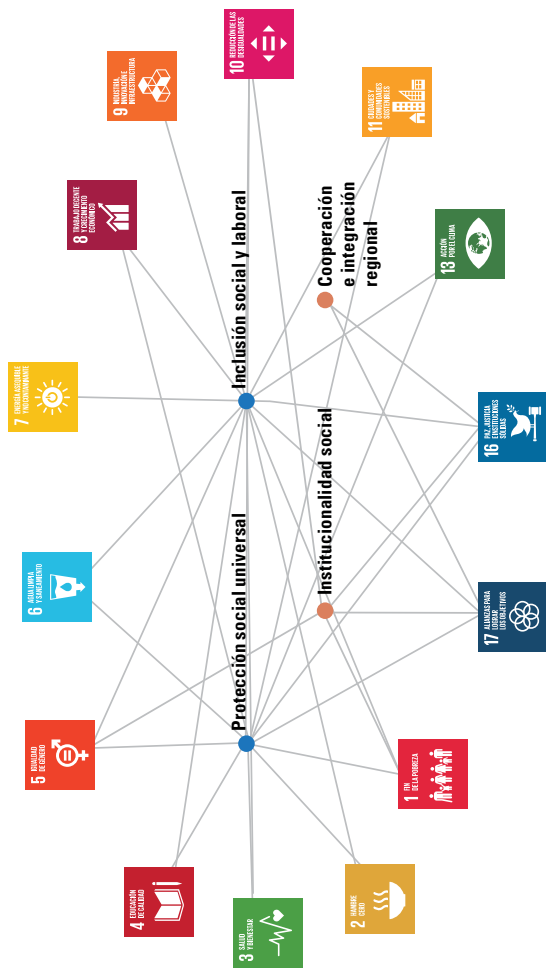 1 FIN
DE LA POBREZA
2 HAMBRE
CERO
3 SALUD
Y BIENESTAR
4 EDUCACIÓN
DE CALIDAD
5 IGUALDAD
DE GÉNERO
6 AGUA LIMPIA
Y SANEAMIENTO
7 ENERGÍA ASEQUIBLE
Y NO CONTAMINANTE
8 TRABAJO DECENTE
Y CRECIMIENTO
ECONÓMICO
9 INDUSTRIA,
INNOVACIÓN E
INFRAESTRUCTURA
10 REDUCCIÓN DE LAS
DESIGUALDADES
11 CIUDADES Y
COMUNIDADES
SOSTENIBLES
13 ACCIÓN
POR EL CLIMA
16 PAZ, JUSTICIA
E INSTITUCIONES
SÓLIDAS
17 ALIANZAS PARA
LOGRAR
LOS OBJETIVOS
Protección social universal
Inclusión social y laboral
Institucionalidad social
Cooperación
e integración
regional